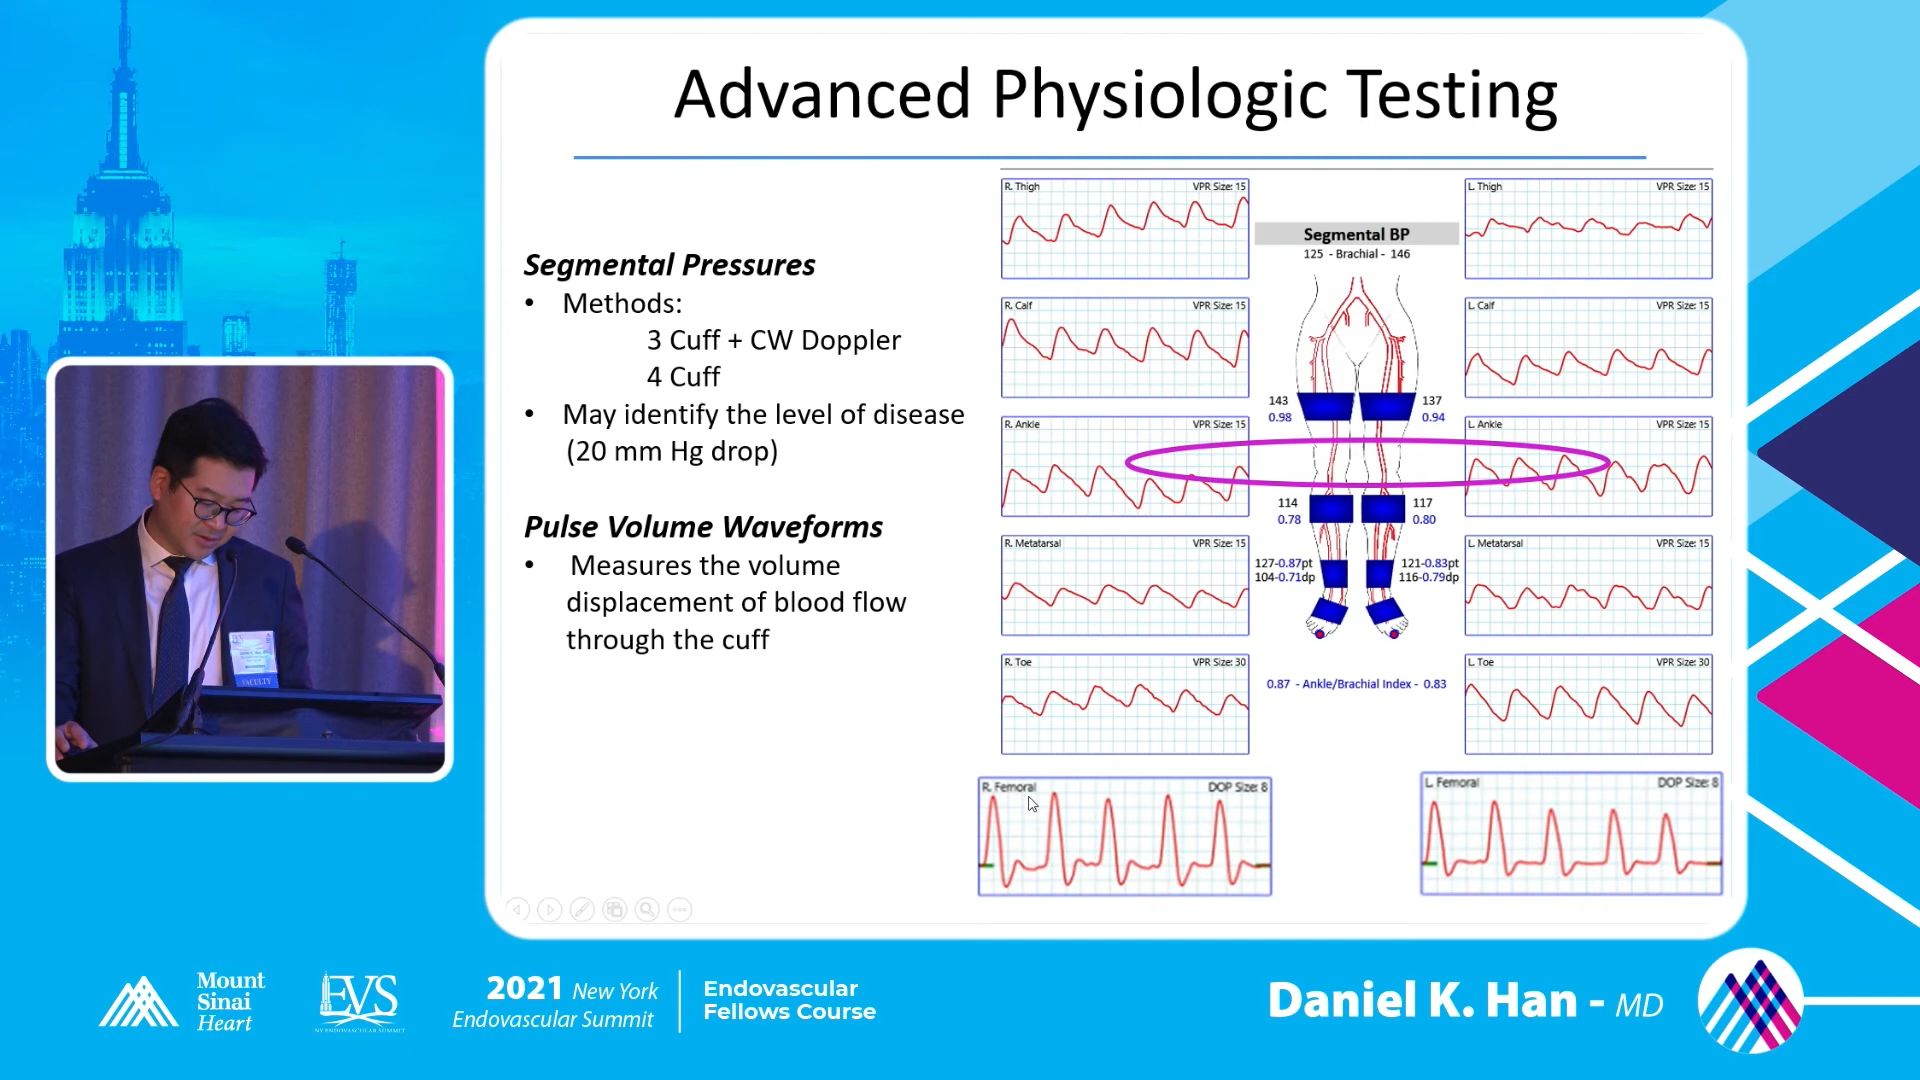 Advanced Physiologic Testing
Segmental Pressures
• Methods:
3 Cuff + CW Doppler
4 Cuff
• May identify the level of disease
(20 mm Hg drop)
Pulse Volume Waveforms
• Measures the volume
displacement of blood flow
through the cuff
R. Thigh VPR Size: 15
R. Calf VPR Size: 15
R. Ankle VPR Size: 15
R. Metatarsal VPR Size: 15
R. Toe VPR Size: 30
Segmental BP
125 - Brachial - 146
143 137
0.98 0.94
114 117
0.78 0.80
127-0.87pt 121-0.83pt
104-0.71dp 116-0.79dp
0.87 - Ankle/Brachial Index - 0.83
L. Thigh VPR Size: 15
L. Calf VPR Size: 15
L. Ankle VPR Size: 15
L. Metatarsal VPR Size: 15
L. Toe VPR Size: 30
R. Femoral DOP Size: 8
L. Femoral DOP Size: 8
FACULTY
Mount
Sinai
Heart
EVS
NY ENDOVASCULAR SUMMIT
2021 New York
Endovascular Summit
Endovascular
Fellows Course
Daniel K. Han - MD